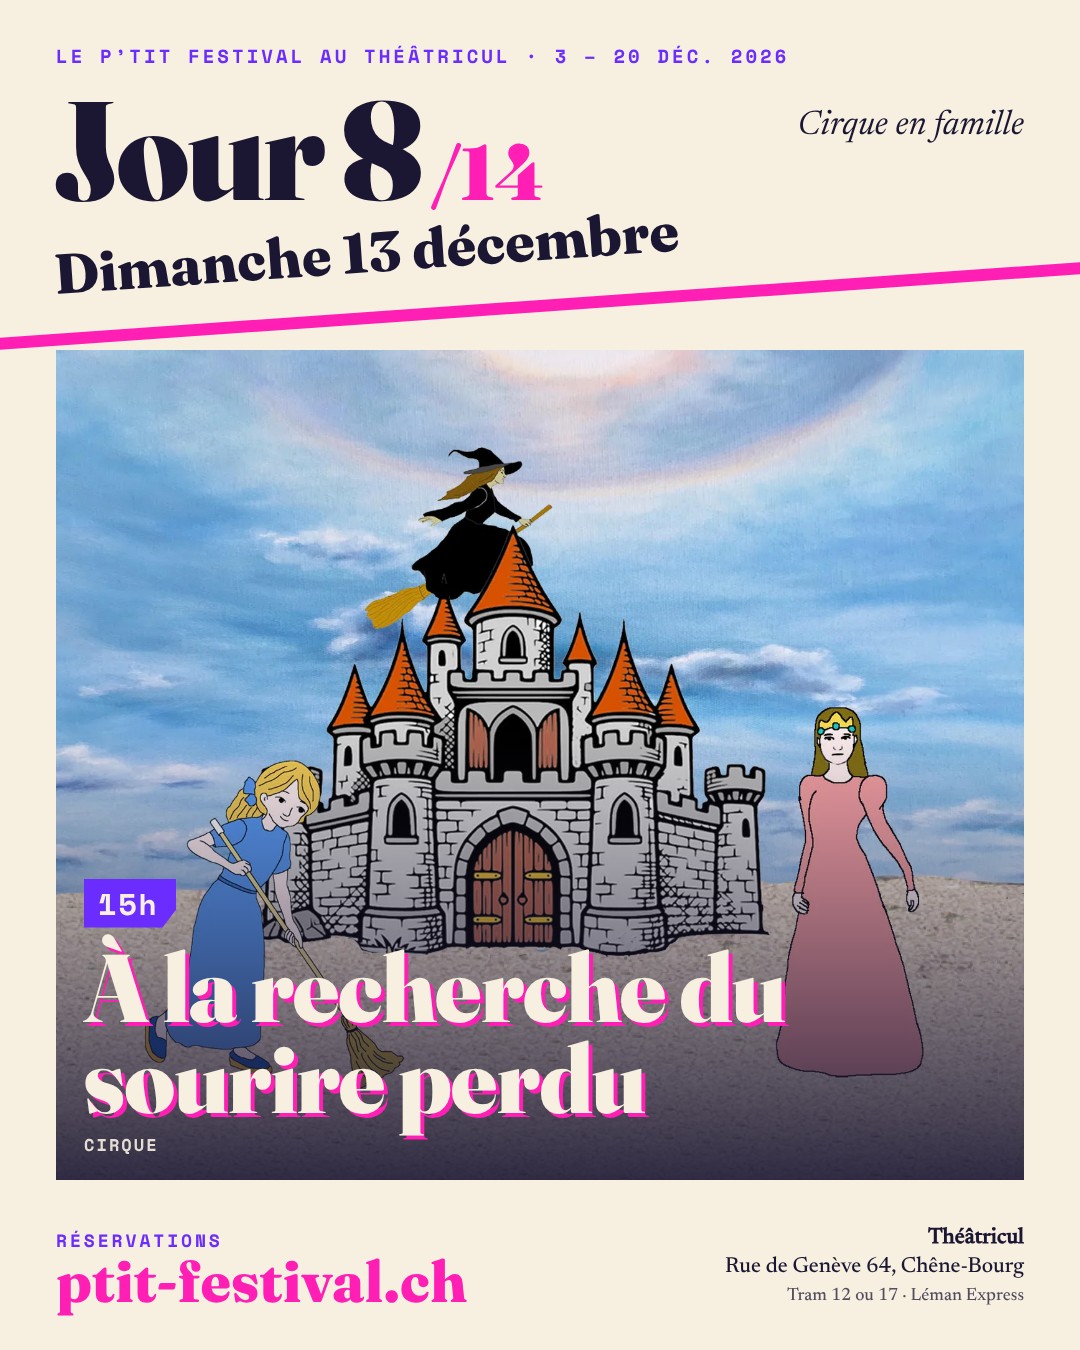 LE P’TIT FESTIVAL AU THÉÂTRICUL · 3 – 20 DÉC. 2026
Jour 8/14
Cirque en famille
Dimanche 13 décembre
15h
À la recherche du
sourire perdu
CIRQUE
RÉSERVATIONS
ptit-festival.ch
Théâtricul
Rue de Genève 64, Chêne-Bourg
Tram 12 ou 17 · Léman Express